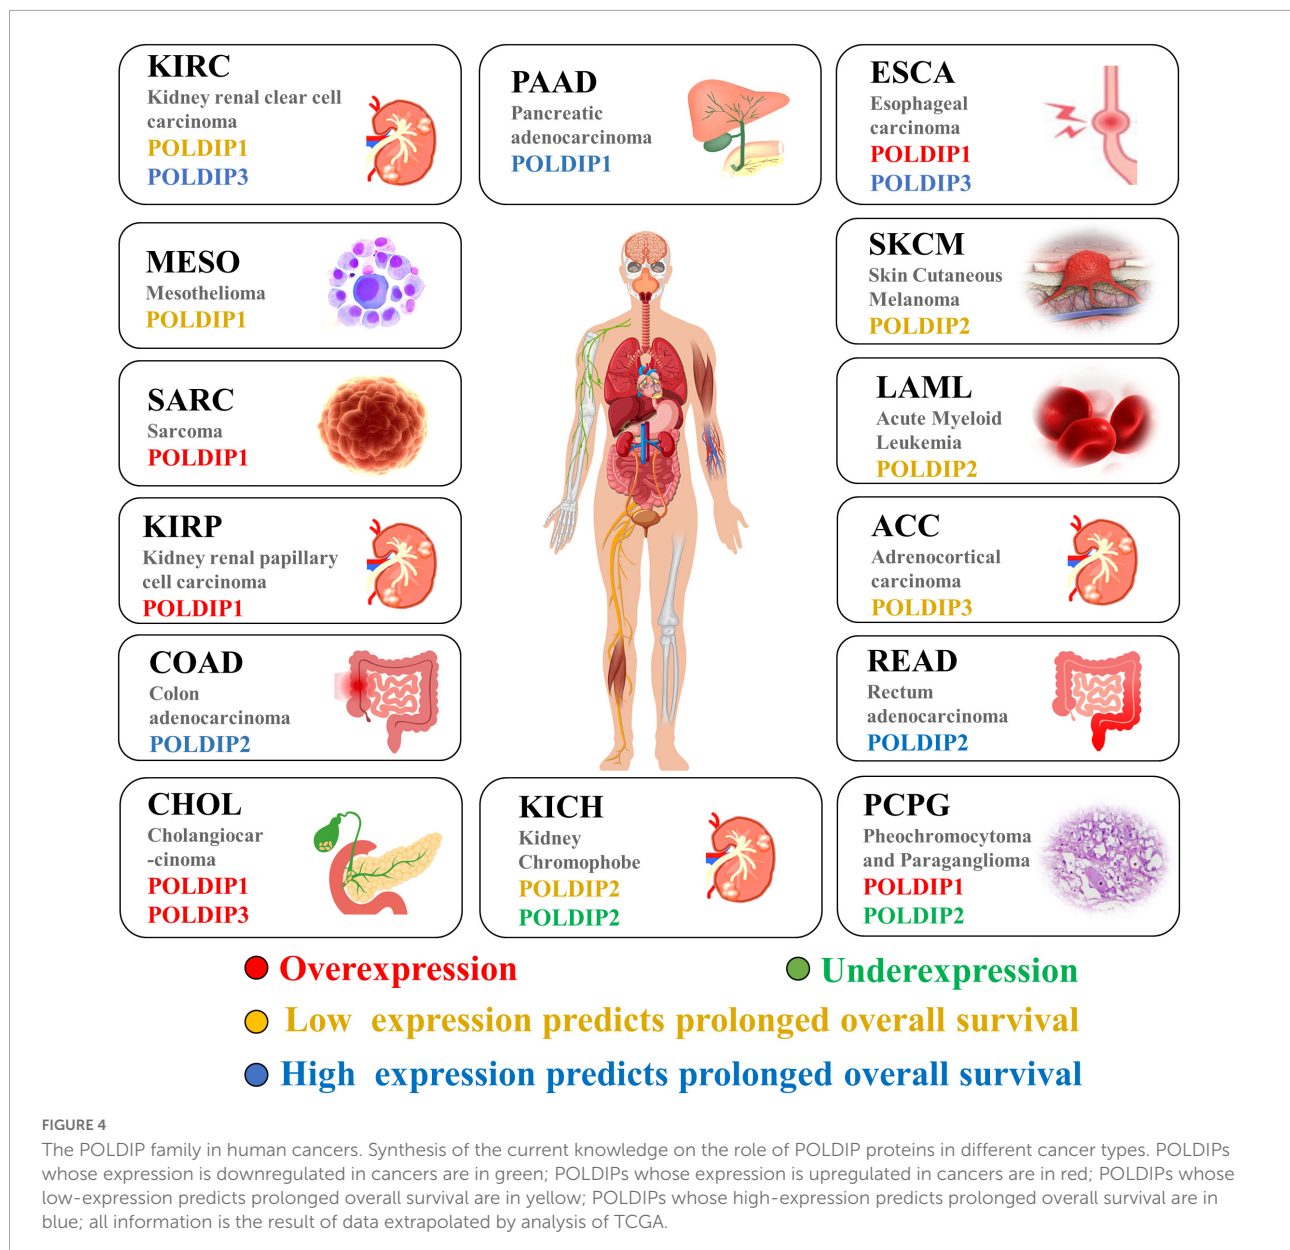 KIRC
Kidney renal clear cell
carcinoma
POLDIP1
POLDIP3
PAAD
Pancreatic
adenocarcinoma
POLDIP1
ESCA
Esophageal
carcinoma
POLDIP1
POLDIP3
MESO
Mesothelioma
POLDIP1
SKCM
Skin Cutaneous
Melanoma
POLDIP2
SARC
Sarcoma
POLDIP1
LAML
Acute Myeloid
Leukemia
POLDIP2
KIRP
Kidney renal papillary
cell carcinoma
POLDIP1
ACC
Adrenocortical
carcinoma
POLDIP3
COAD
Colon
adenocarcinoma
POLDIP2
READ
Rectum
adenocarcinoma
POLDIP2
CHOL
Cholangiocar
-cinoma
POLDIP1
POLDIP3
KICH
Kidney
Chromophobe
POLDIP2
POLDIP2
PCPG
Pheochromocytoma
and Paraganglioma
POLDIP1
POLDIP2
Overexpression
Underexpression
Low expression predicts prolonged overall survival
High expression predicts prolonged overall survival
FIGURE 4
The POLDIP family in human cancers. Synthesis of the current knowledge on the role of POLDIP proteins in different cancer types. POLDIPs
whose expression is downregulated in cancers are in green; POLDIPs whose expression is upregulated in cancers are in red; POLDIPs whose
low-expression predicts prolonged overall survival are in yellow; POLDIPs whose high-expression predicts prolonged overall survival are in
blue; all information is the result of data extrapolated by analysis of TCGA.